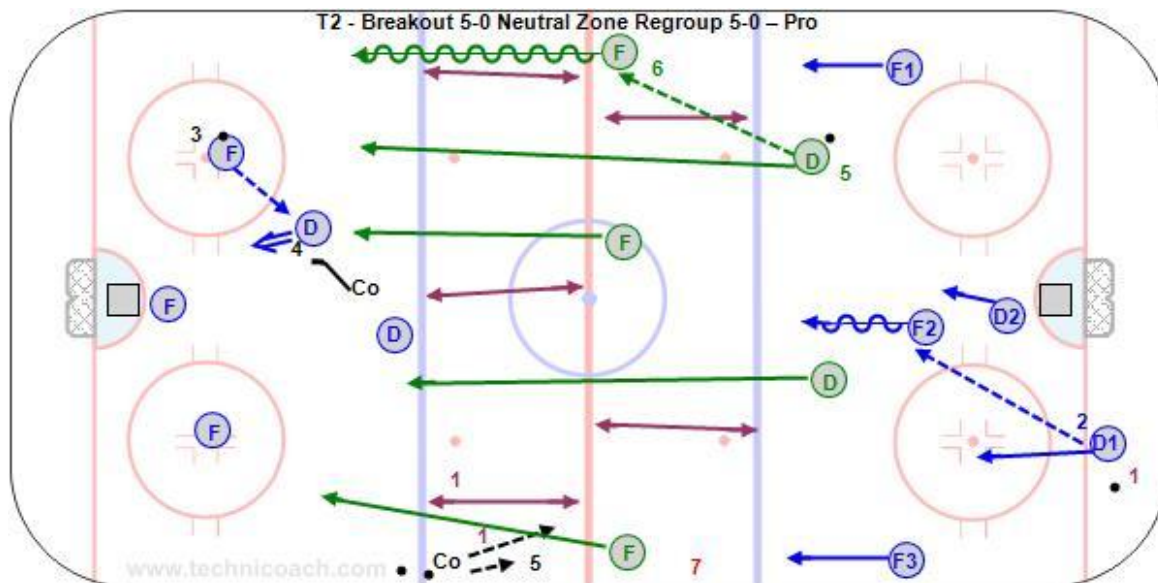 T2 - Breakout 5-0 Neutral Zone Regroup 5-0 – Pro
F
F1
6
3
F
D
5
D
4
F
Co
F
D
F2
D2
D
F
2
D1
1
1
1
Co
5
F
7
F3
www.technicoach.com